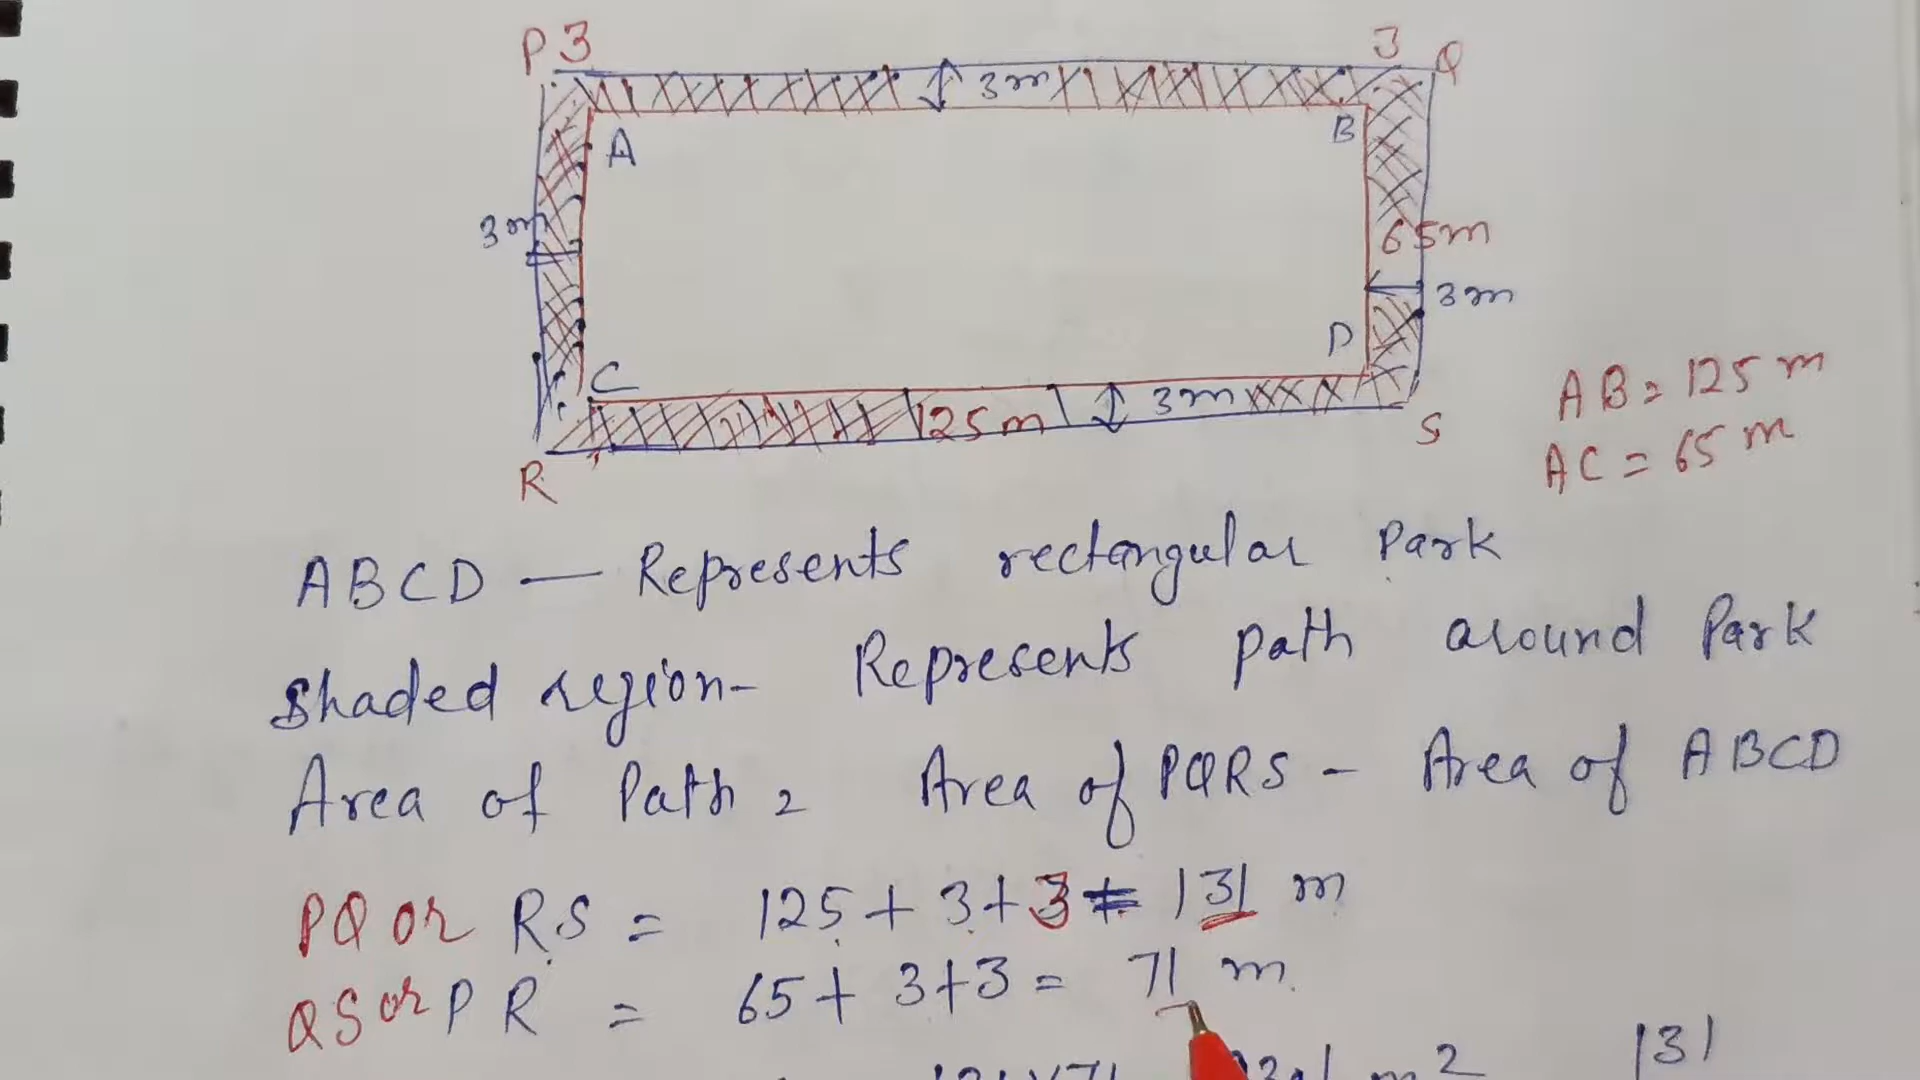 P 3 3 Q
3m
A B
3m 65m
3m
C D
125m 3m
R S
AB = 125 m
AC = 65 m
ABCD — Represents rectangular Park
Shaded region- Represents path around Park
Area of Path = Area of PQRS - Area of ABCD
PQ or RS = 125 + 3 + 3 = 131 m
QS or PR = 65 + 3 + 3 = 71 m
m² 131